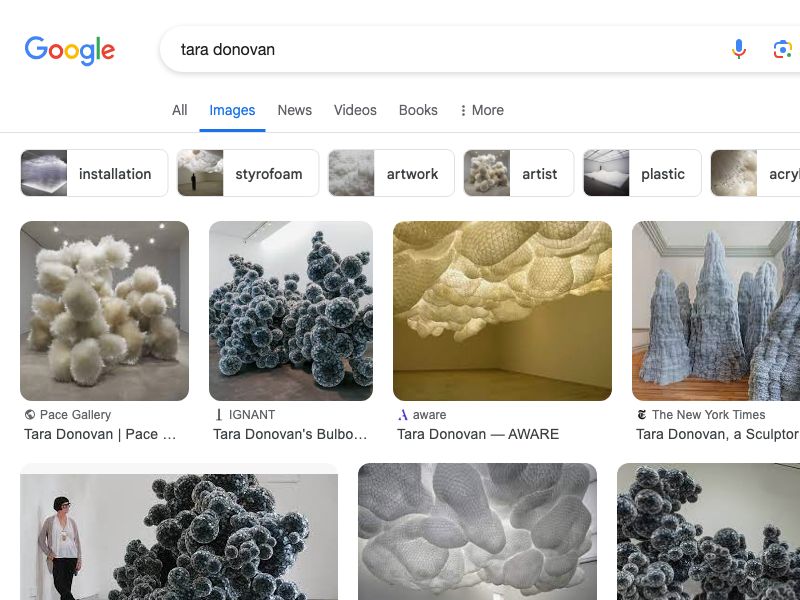 Google
tara donovan
All Images News Videos Books More
installation styrofoam artwork artist plastic acryl
Pace Gallery IGNANT aware The New York Times
Tara Donovan | Pace ... Tara Donovan's Bulbo... Tara Donovan — AWARE Tara Donovan, a Sculptor